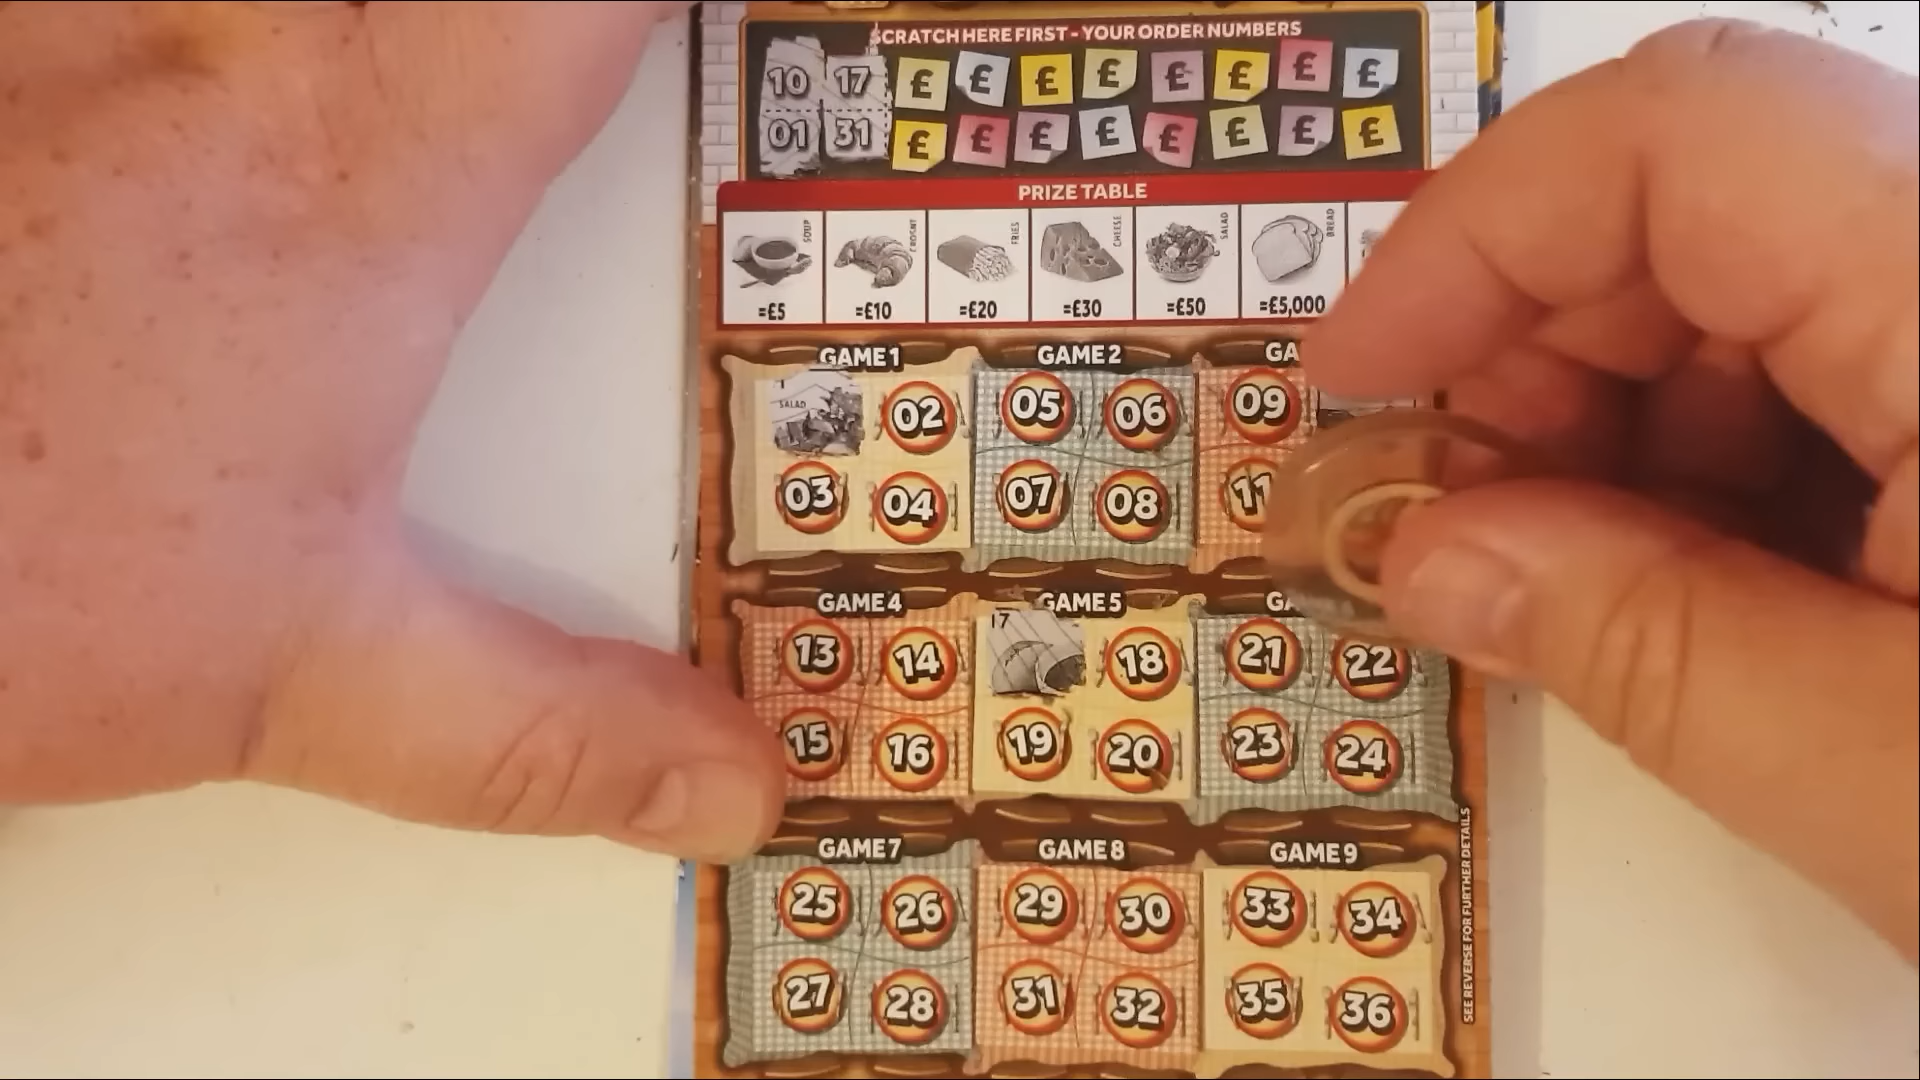 SCRATCH HERE FIRST - YOUR ORDER NUMBERS
10 17 £ £ £ £ £ £ £ £
01 31 £ £ £ £ £ £ £ £
PRIZE TABLE
SOUP CROSNT FRIES CHEESE SALAD BREAD
=£5 =£10 =£20 =£30 =£50 =£5,000
GAME 1 GAME 2 GA
SALAD 02 05 06 09
03 04 07 08 11
GAME 4 GAME 5 GA
13 14 17 18 21 22
15 16 19 20 23 24
GAME 7 GAME 8 GAME 9
25 26 29 30 33 34
27 28 31 32 35 36
SEE REVERSE FOR FURTHER DETAILS